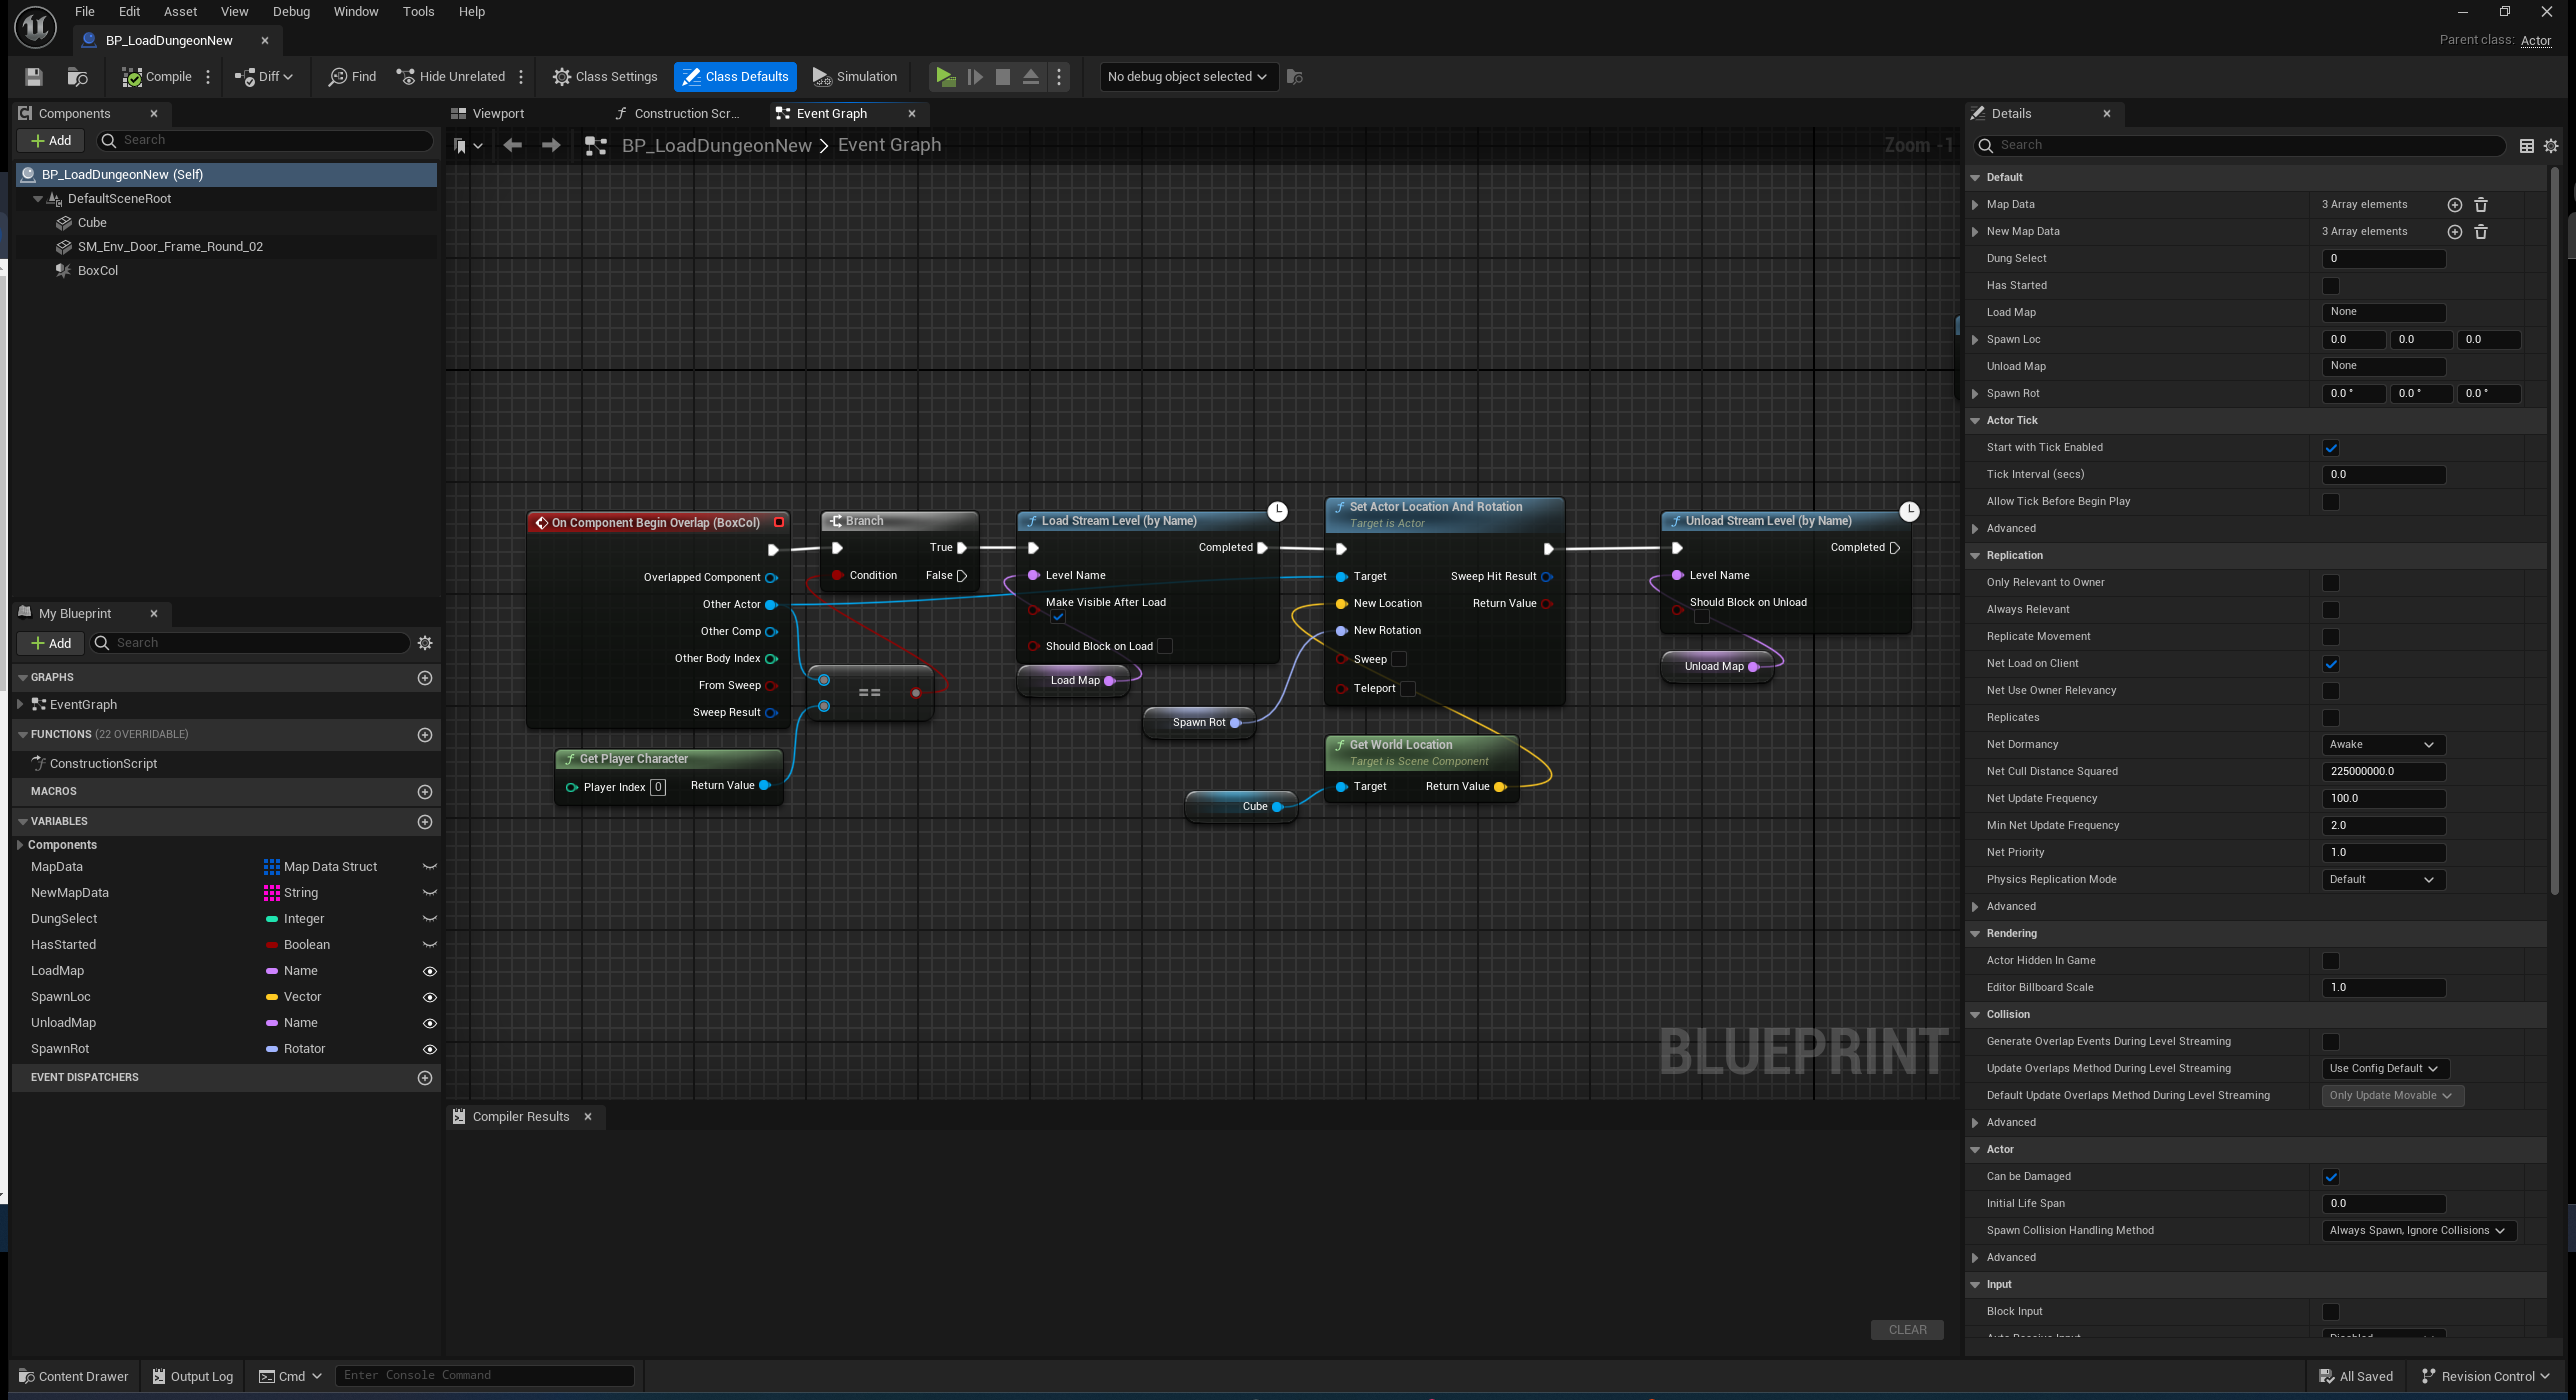 File Edit Asset View Debug Window Tools Help
BP_LoadDungeonNew
Parent class: Actor
Compile Diff Find Hide Unrelated Class Settings Class Defaults Simulation No debug object selected
Components
Add Search
BP_LoadDungeonNew (Self)
DefaultSceneRoot
Cube
SM_Env_Door_Frame_Round_02
BoxCol
My Blueprint
Add Search
GRAPHS
EventGraph
FUNCTIONS (22 OVERRIDABLE)
ConstructionScript
MACROS
VARIABLES
Components
MapData Map Data Struct
NewMapData String
DungSelect Integer
HasStarted Boolean
LoadMap Name
SpawnLoc Vector
UnloadMap Name
SpawnRot Rotator
EVENT DISPATCHERS
Viewport Construction Scr... Event Graph
BP_LoadDungeonNew > Event Graph
Zoom -1
On Component Begin Overlap (BoxCol)
Overlapped Component
Other Actor
Other Comp
Other Body Index
From Sweep
Sweep Result
Get Player Character
Player Index 0 Return Value
Branch
True
Condition False
==
Load Stream Level (by Name)
Completed
Level Name
Make Visible After Load
Should Block on Load
Load Map
Spawn Rot
Cube
Set Actor Location And Rotation
Target is Actor
Target Sweep Hit Result
New Location Return Value
New Rotation
Sweep
Teleport
Get World Location
Target is Scene Component
Target Return Value
Unload Stream Level (by Name)
Completed
Level Name
Should Block on Unload
Unload Map
BLUEPRINT
Compiler Results
CLEAR
Details
Search
Default
Map Data 3 Array elements
New Map Data 3 Array elements
Dung Select 0
Has Started
Load Map None
Spawn Loc 0.0 0.0 0.0
Unload Map None
Spawn Rot 0.0 ° 0.0 ° 0.0 °
Actor Tick
Start with Tick Enabled
Tick Interval (secs) 0.0
Allow Tick Before Begin Play
Advanced
Replication
Only Relevant to Owner
Always Relevant
Replicate Movement
Net Load on Client
Net Use Owner Relevancy
Replicates
Net Dormancy Awake
Net Cull Distance Squared 225000000.0
Net Update Frequency 100.0
Min Net Update Frequency 2.0
Net Priority 1.0
Physics Replication Mode Default
Advanced
Rendering
Actor Hidden In Game
Editor Billboard Scale 1.0
Collision
Generate Overlap Events During Level Streaming
Update Overlaps Method During Level Streaming Use Config Default
Default Update Overlaps Method During Level Streaming Only Update Movable
Advanced
Actor
Can be Damaged
Initial Life Span 0.0
Spawn Collision Handling Method Always Spawn, Ignore Collisions
Advanced
Input
Block Input
Content Drawer Output Log Cmd Enter Console Command
All Saved Revision Control